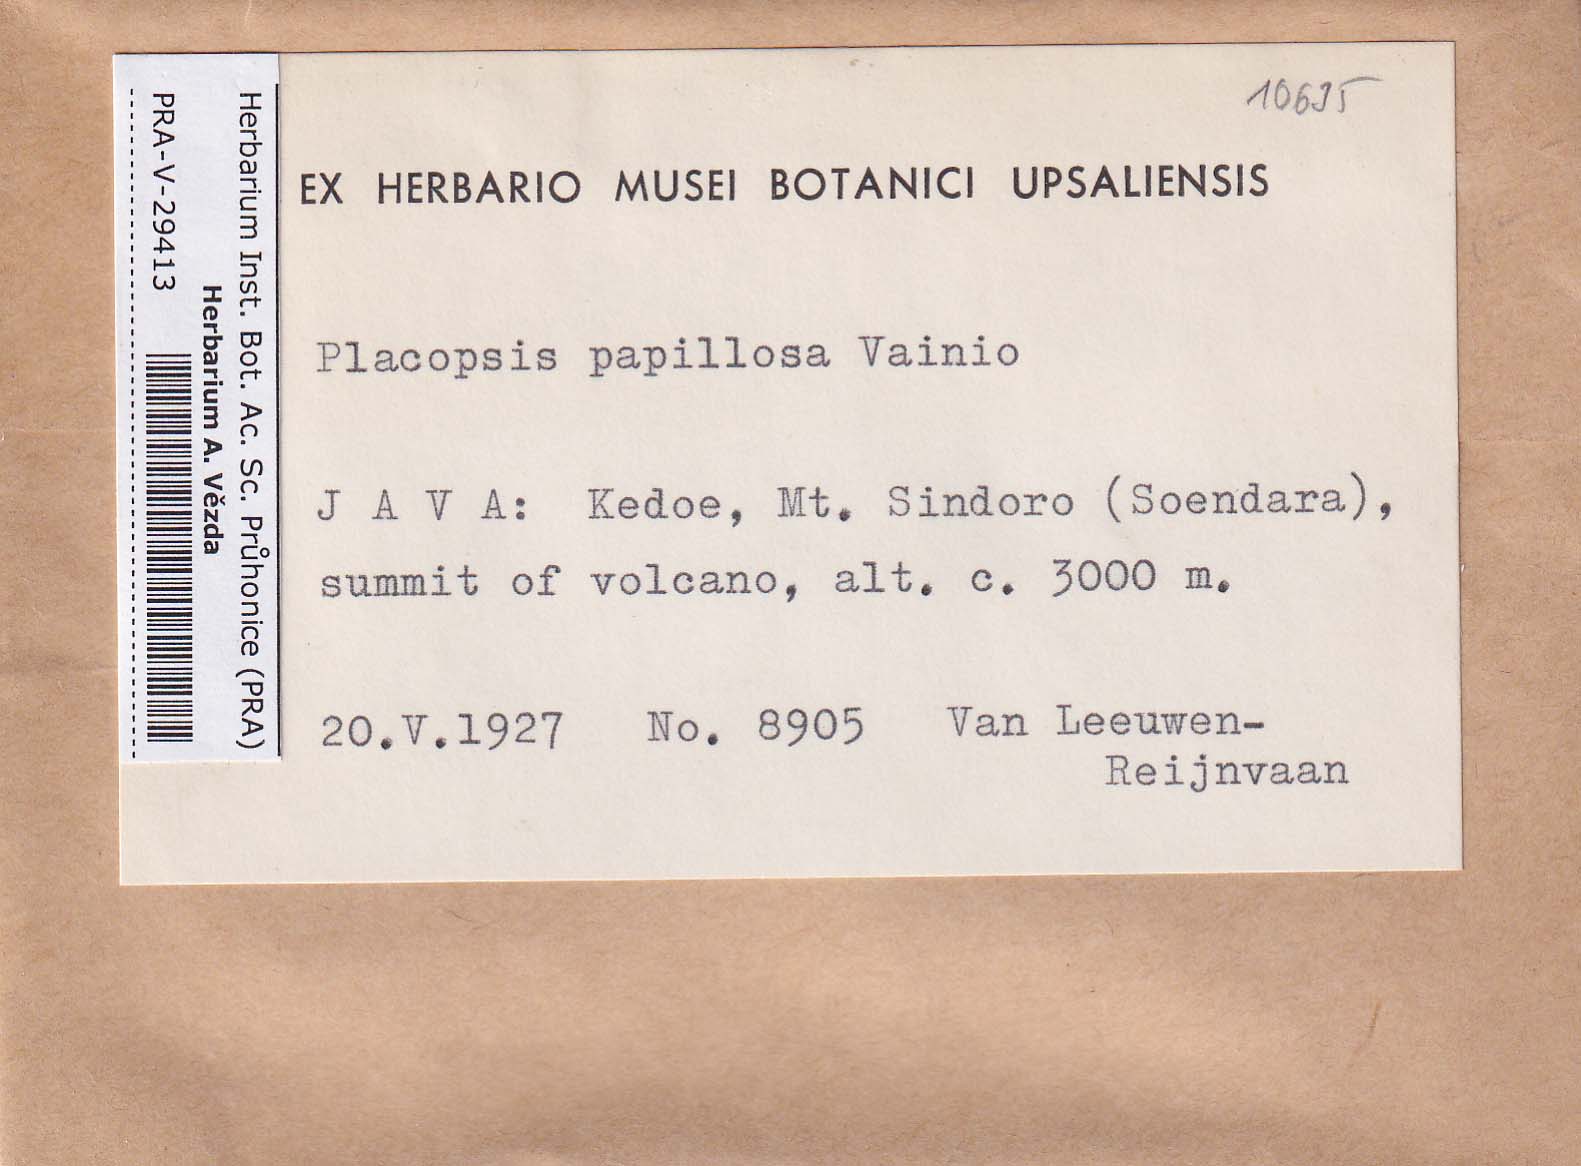 10695
EX HERBARIO MUSEI BOTANICI UPSALIENSIS
Placopsis papillosa Vainio
J A V A: Kedoe, Mt. Sindoro (Soendara),
summit of volcano, alt. c. 3000 m.
20.V.1927 No. 8905 Van Leeuwen-
Reijnvaan
Herbarium Inst. Bot. Ac. Sc. Průhonice (PRA)
Herbarium A. Vězda
PRA-V-29413